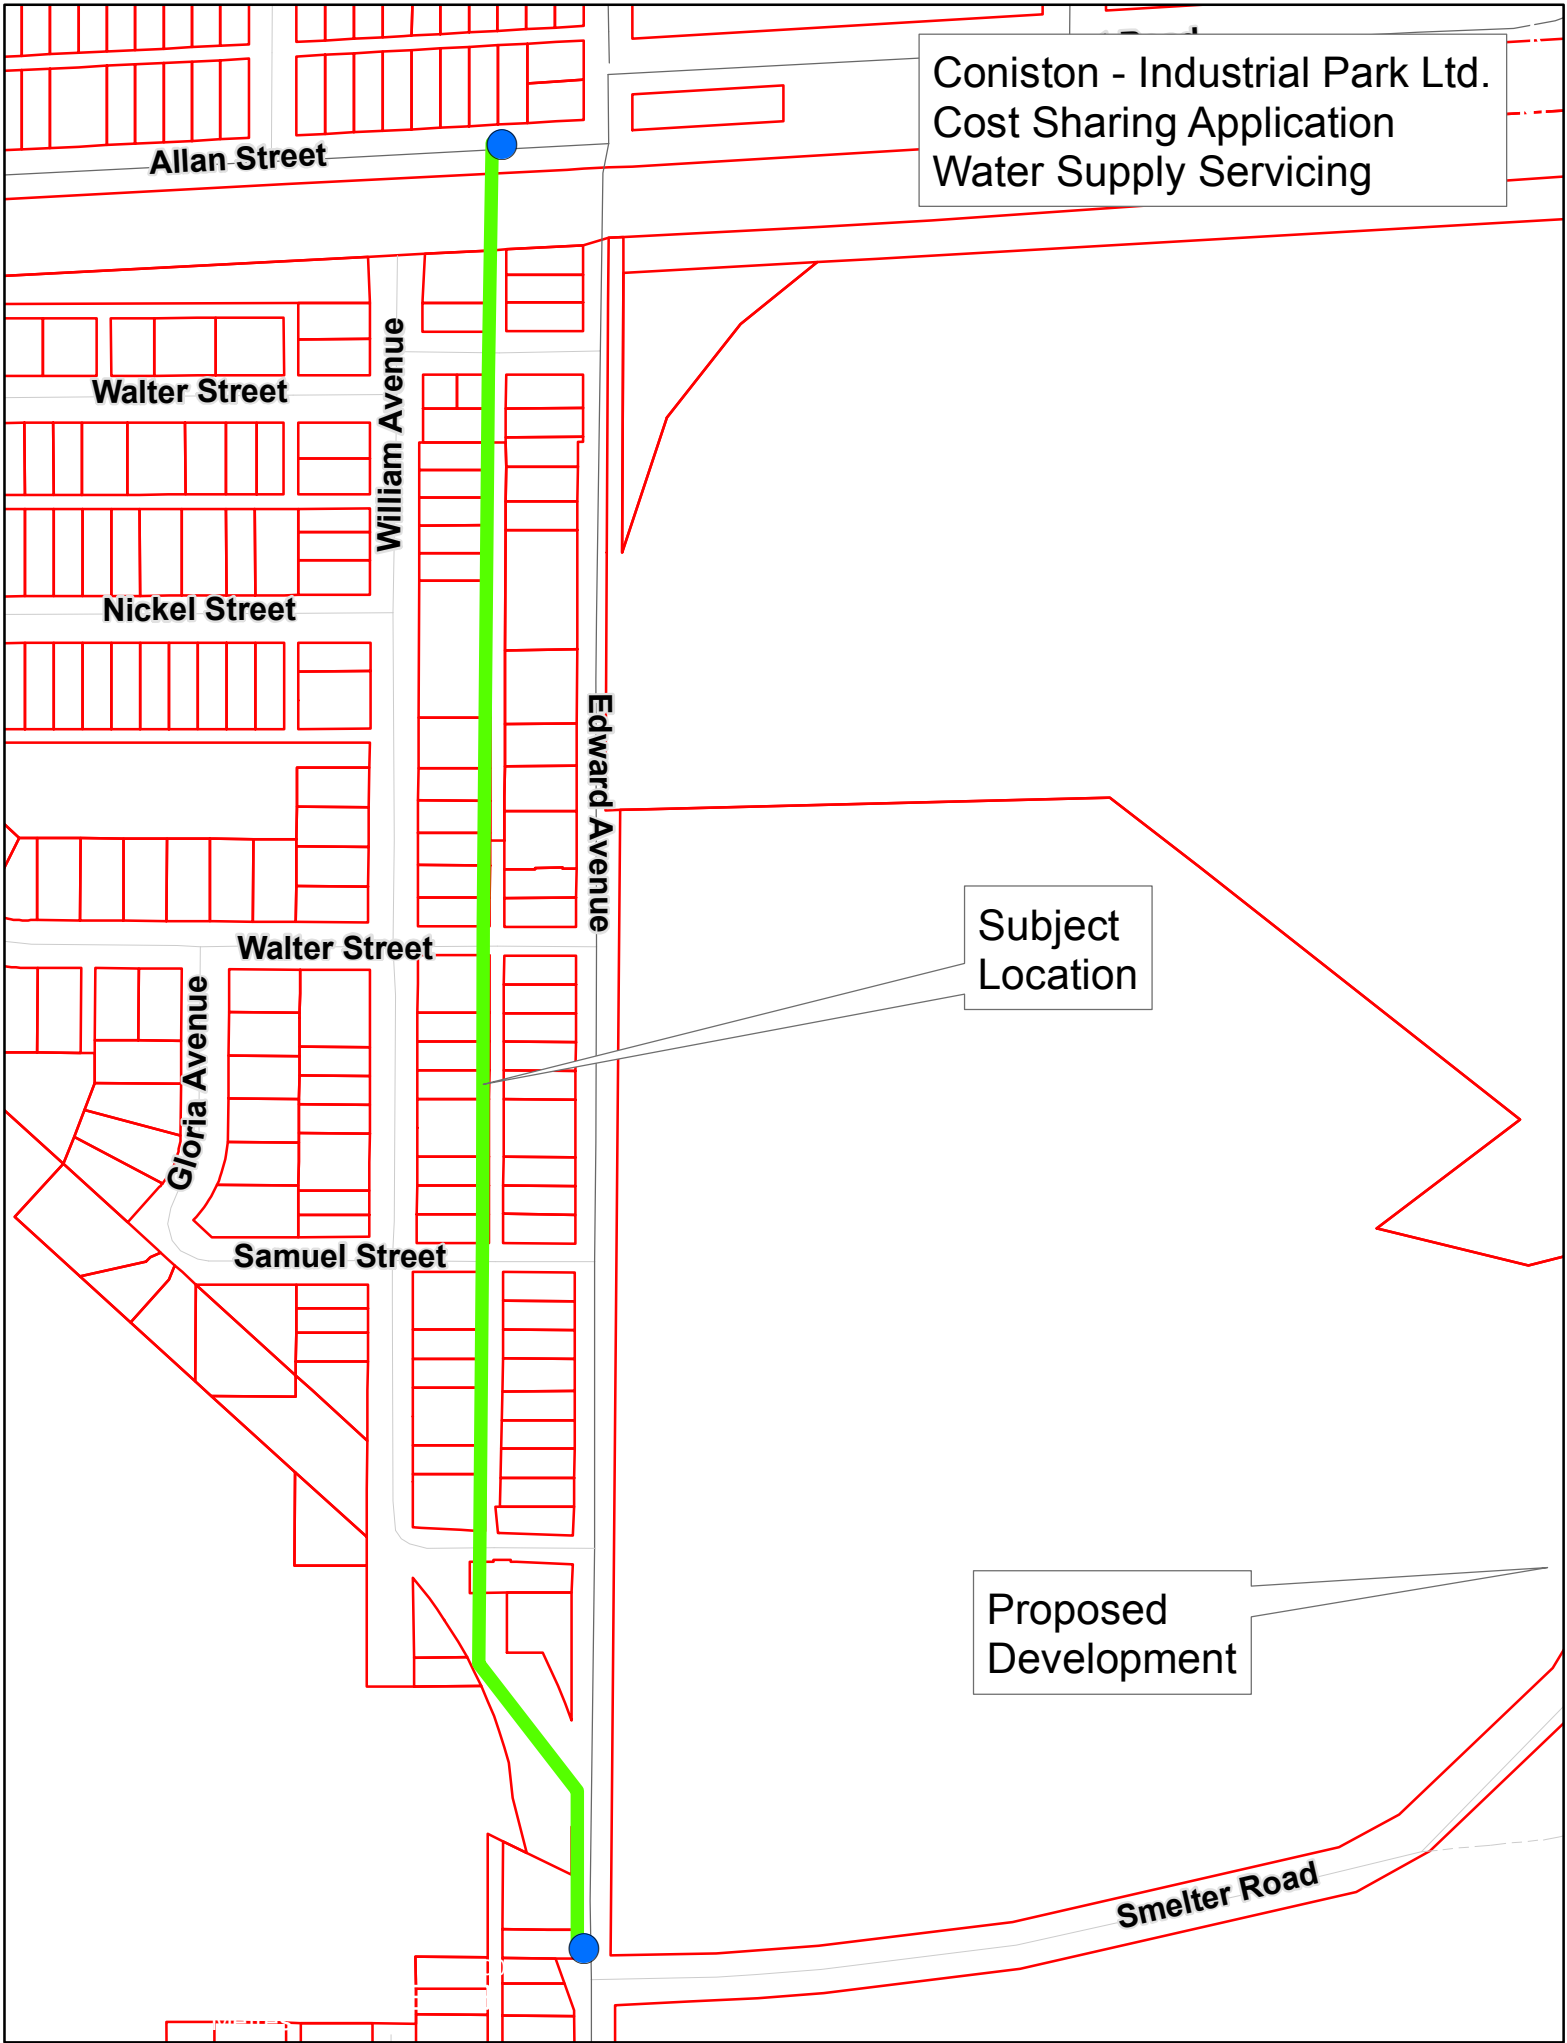 Coniston - Industrial Park Ltd.
Cost Sharing Application
Water Supply Servicing
Allan Street
Walter Street
William Avenue
Nickel Street
Edward Avenue
Subject
Location
Walter Street
Gloria Avenue
Samuel Street
Proposed
Development
Smelter Road